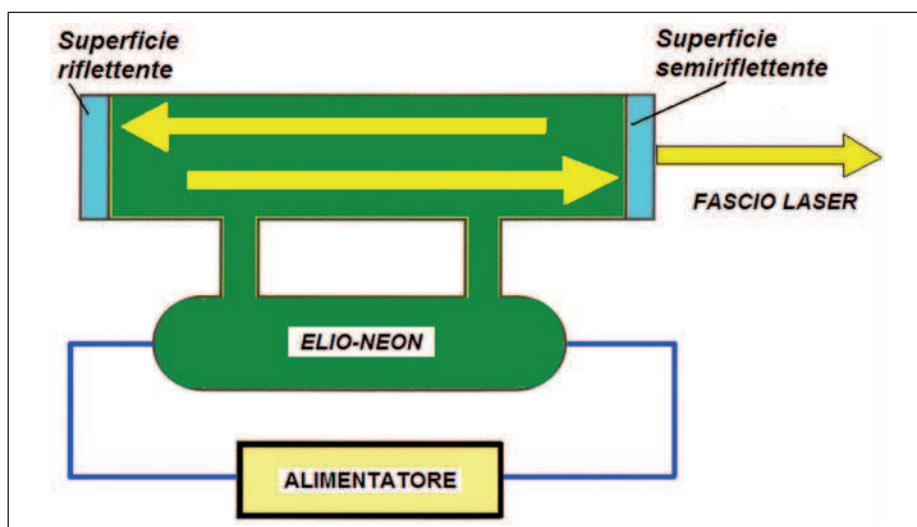 Superficie
riflettente
Superficie
semiriflettente
FASCIO LASER
ELIO-NEON
ALIMENTATORE